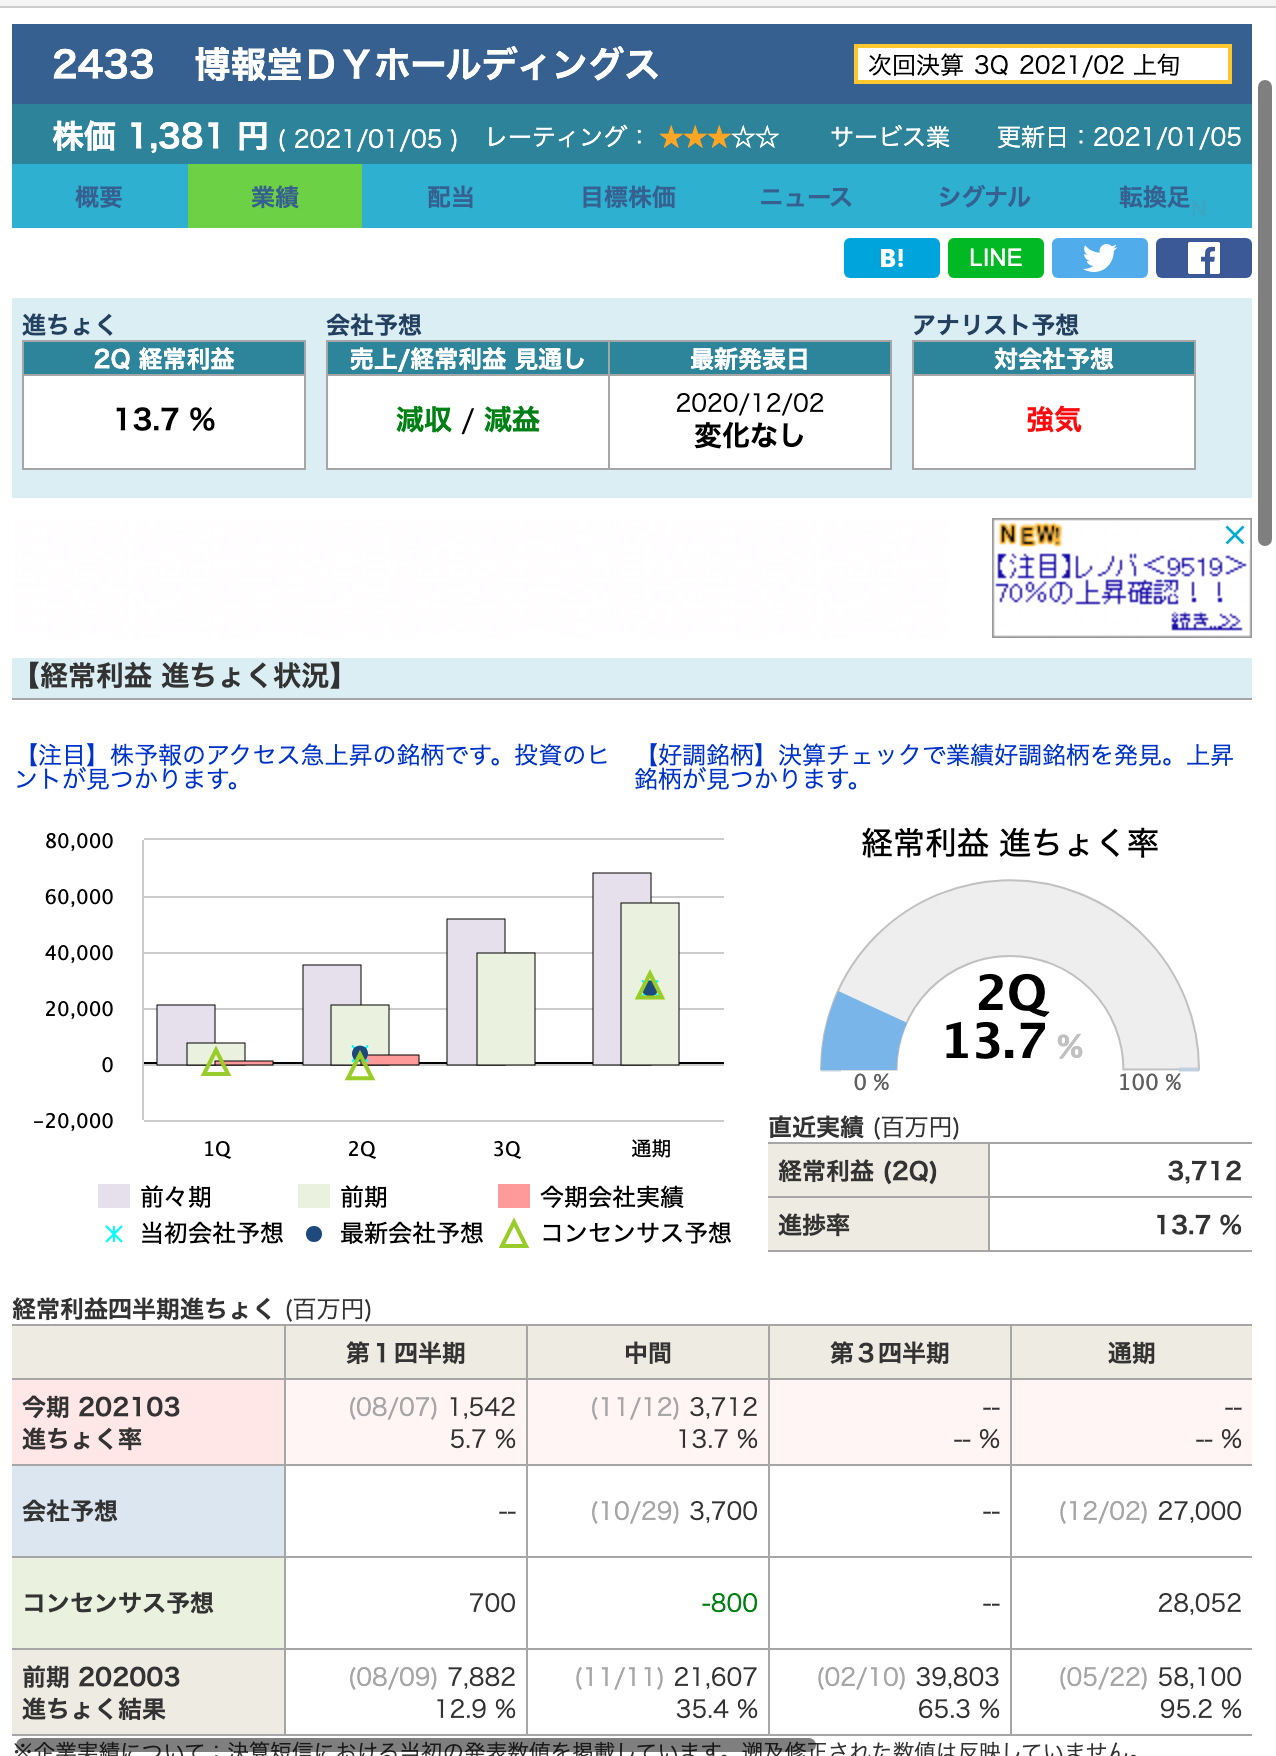 2433 博報堂ＤＹホールディングス
次回決算 3Q 2021/02 上旬
株価 1,381 円 ( 2021/01/05 ) レーティング： ★★★☆☆ サービス業 更新日：2021/01/05
概要 業績 配当 目標株価 ニュース シグナル 転換足
B! LINE
進ちょく 会社予想 アナリスト予想
2Q 経常利益 売上/経常利益 見通し 最新発表日 対会社予想
13.7 % 減収 / 減益 2020/12/02 強気
変化なし
NEW!
【注目】レノバ<9519>
70%の上昇確認！！
続き..>>
【経常利益 進ちょく状況】
【注目】株予報のアクセス急上昇の銘柄です。投資のヒ
ントが見つかります。
【好調銘柄】決算チェックで業績好調銘柄を発見。上昇
銘柄が見つかります。
80,000
60,000
40,000
20,000
0
-20,000
1Q 2Q 3Q 通期
前々期 前期 今期会社実績
当初会社予想 最新会社予想 コンセンサス予想
経常利益 進ちょく率
2Q
13.7 %
0 % 100 %
直近実績 (百万円)
経常利益 (2Q) 3,712
進捗率 13.7 %
経常利益四半期進ちょく (百万円)
第１四半期 中間 第３四半期 通期
今期 202103 (08/07) 1,542 (11/12) 3,712 -- --
進ちょく率 5.7 % 13.7 % -- % -- %
会社予想 -- (10/29) 3,700 -- (12/02) 27,000
コンセンサス予想 700 -800 -- 28,052
前期 202003 (08/09) 7,882 (11/11) 21,607 (02/10) 39,803 (05/22) 58,100
進ちょく結果 12.9 % 35.4 % 65.3 % 95.2 %
※企業実績について：決算短信における当初の発表数値を掲載しています。遡及修正された数値は反映していません。